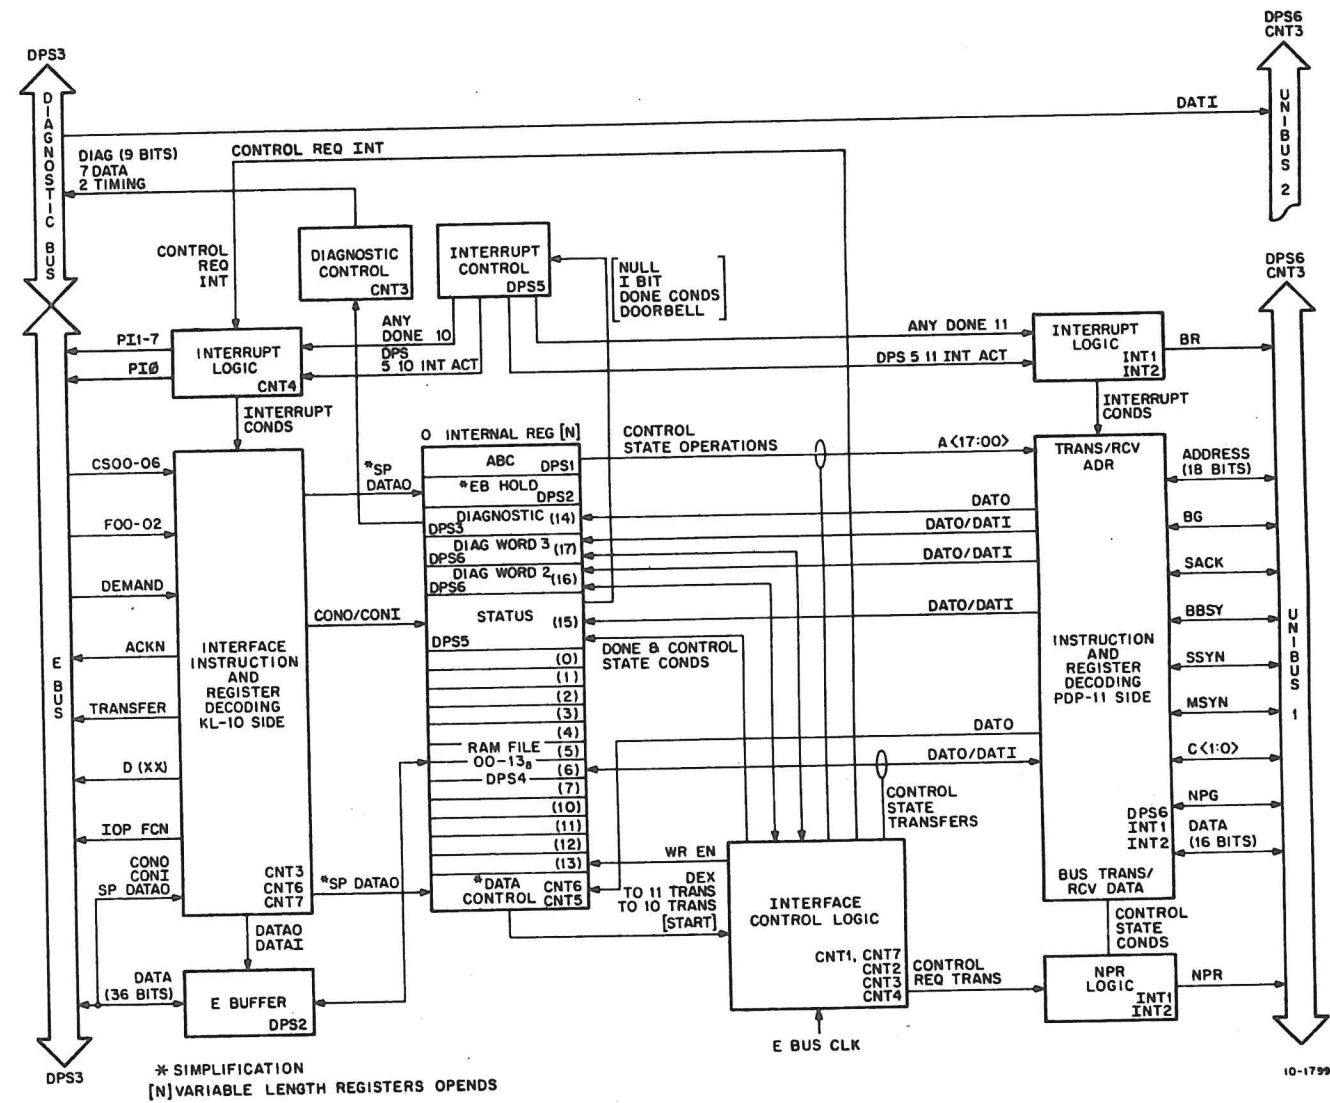 DPS6
CNT3
DPS3
DIAGNOSTIC BUS
UNIBUS 2
DATI
DIAG (9 BITS)
7 DATA
2 TIMING
CONTROL REQ INT
CONTROL
REQ
INT
DIAGNOSTIC
CONTROL
CNT3
INTERRUPT
CONTROL
DPS5
NULL
I BIT
DONE CONDS
DOORBELL
DPS6
CNT3
PI1-7
PIØ
INTERRUPT
LOGIC
CNT4
ANY
DONE 10
DPS
5 10 INT ACT
ANY DONE 11
DPS 5 11 INT ACT
INTERRUPT
LOGIC
INT1
INT2
BR
INTERRUPT
CONDS
INTERRUPT
CONDS
O INTERNAL REG [N]
CONTROL
STATE OPERATIONS
A<17:00>
TRANS/RCV
ADR
ADDRESS
(18 BITS)
CS00-06
*SP
DATAO
ABC
DPS1
*EB HOLD
DPS2
DATO
DIAGNOSTIC (14)
DPS3
DATO/DATI
BG
F00-02
DIAG WORD 3 (17)
DPS6
DATO/DATI
DIAG WORD 2 (16)
DPS6
SACK
DEMAND
CONO/CONI
STATUS
(15)
DPS5
DATO/DATI
BBSY
ACKN
INTERFACE
INSTRUCTION
AND
REGISTER
DECODING
KL-10 SIDE
DONE & CONTROL
STATE CONDS
INSTRUCTION
AND
REGISTER
DECODING
PDP-11 SIDE
SSYN
E BUS
UNIBUS 1
(0)
(1)
(2)
(3)
(4)
RAM FILE (5)
00-13₈
DPS4 (6)
(7)
(10)
(11)
(12)
(13)
TRANSFER
MSYN
DATO
DATO/DATI
C<1:0>
D (XX)
CONTROL
STATE
TRANSFERS
NPG
IOP FCN
DPS6
INT1
INT2
DATA
(16 BITS)
CONO
CONI
SP DATAO
CNT3
CNT6
CNT7
*SP DATAO
*DATA
CONTROL
CNT6
CNT5
WR EN
DEX
TO 11 TRANS
TO 10 TRANS
[START]
INTERFACE
CONTROL LOGIC
CNT1, CNT7
CNT2
CNT3
CNT4
BUS TRANS/
RCV DATA
CONTROL
STATE
CONDS
DATAO
DATAI
DATA
(36 BITS)
E BUFFER
DPS2
CONTROL
REQ TRANS
NPR
LOGIC
INT1
INT2
NPR
E BUS CLK
DPS3
* SIMPLIFICATION
[N] VARIABLE LENGTH REGISTERS OPENDS
10-1799